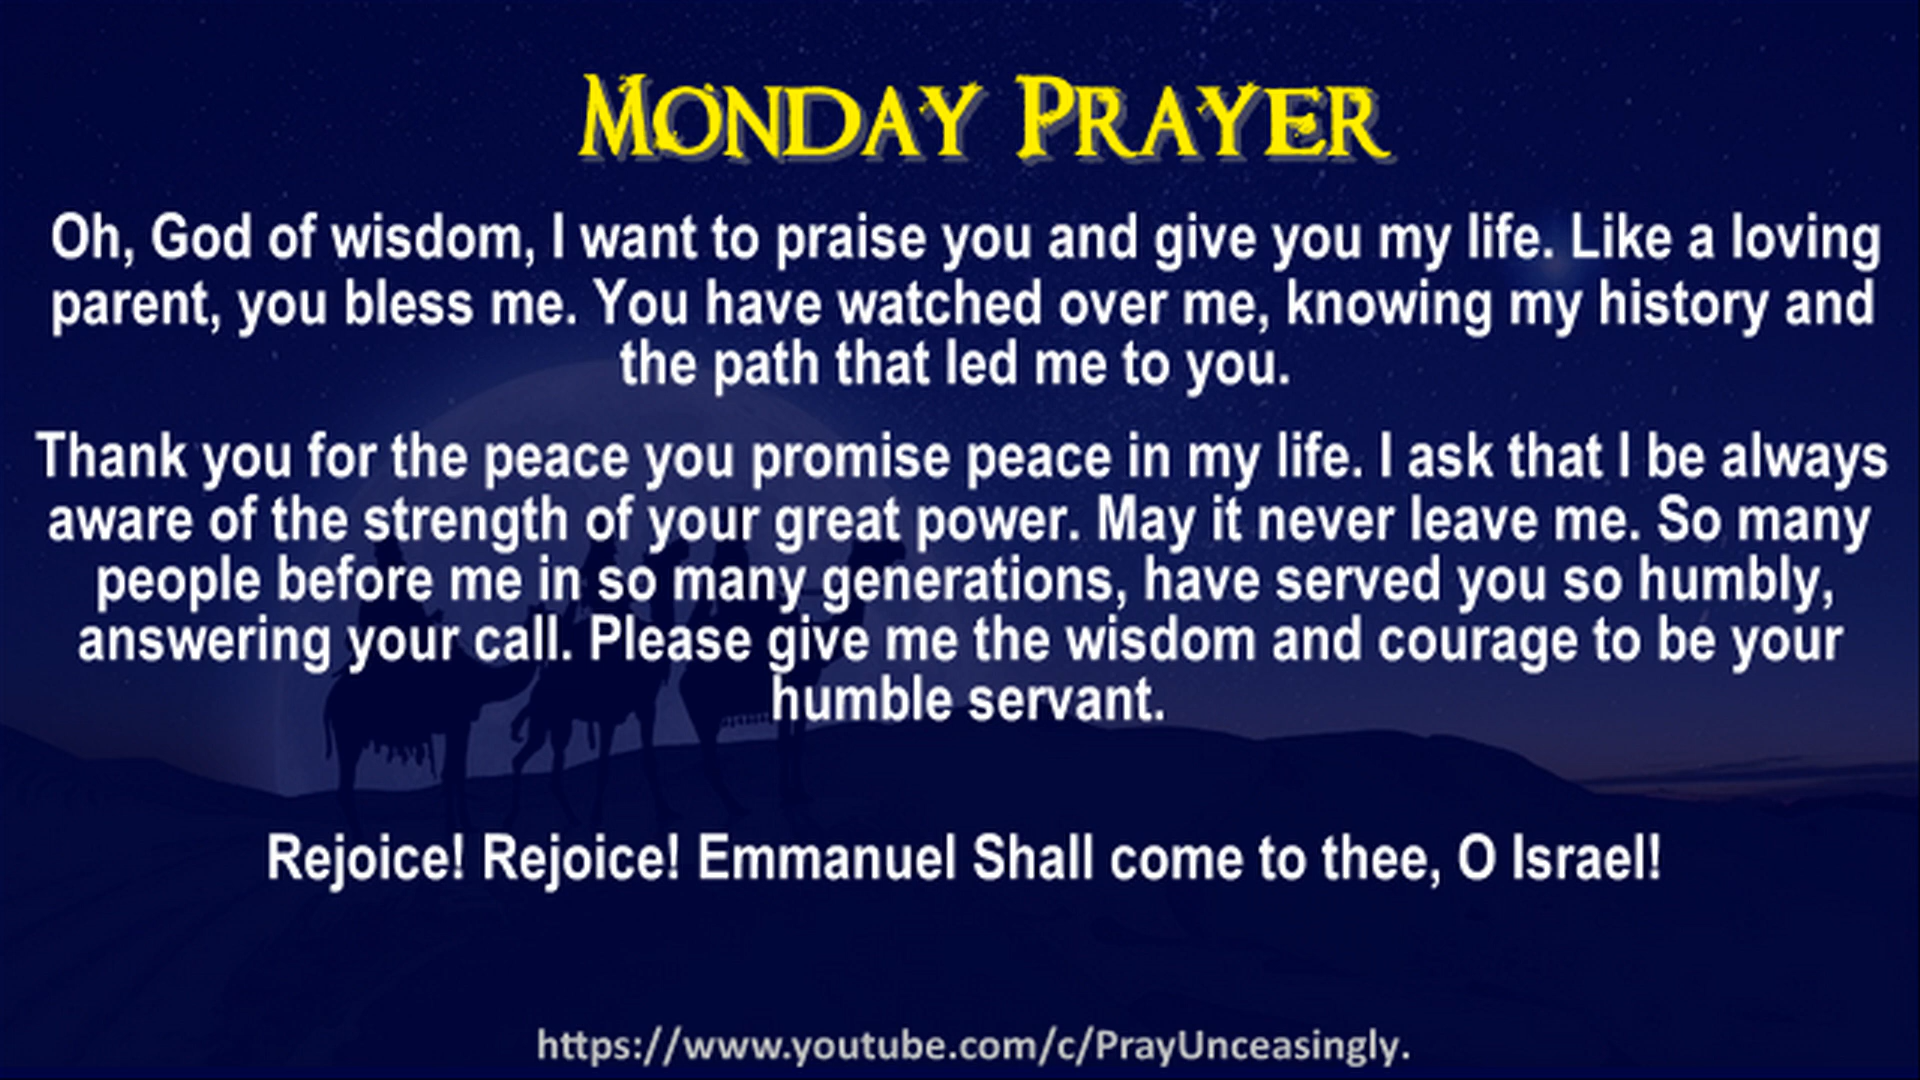 Monday Prayer
Oh, God of wisdom, I want to praise you and give you my life. Like a loving
parent, you bless me. You have watched over me, knowing my history and
the path that led me to you.
Thank you for the peace you promise peace in my life. I ask that I be always
aware of the strength of your great power. May it never leave me. So many
people before me in so many generations, have served you so humbly,
answering your call. Please give me the wisdom and courage to be your
humble servant.
Rejoice! Rejoice! Emmanuel Shall come to thee, O Israel!
https://www.youtube.com/c/PrayUnceasingly.